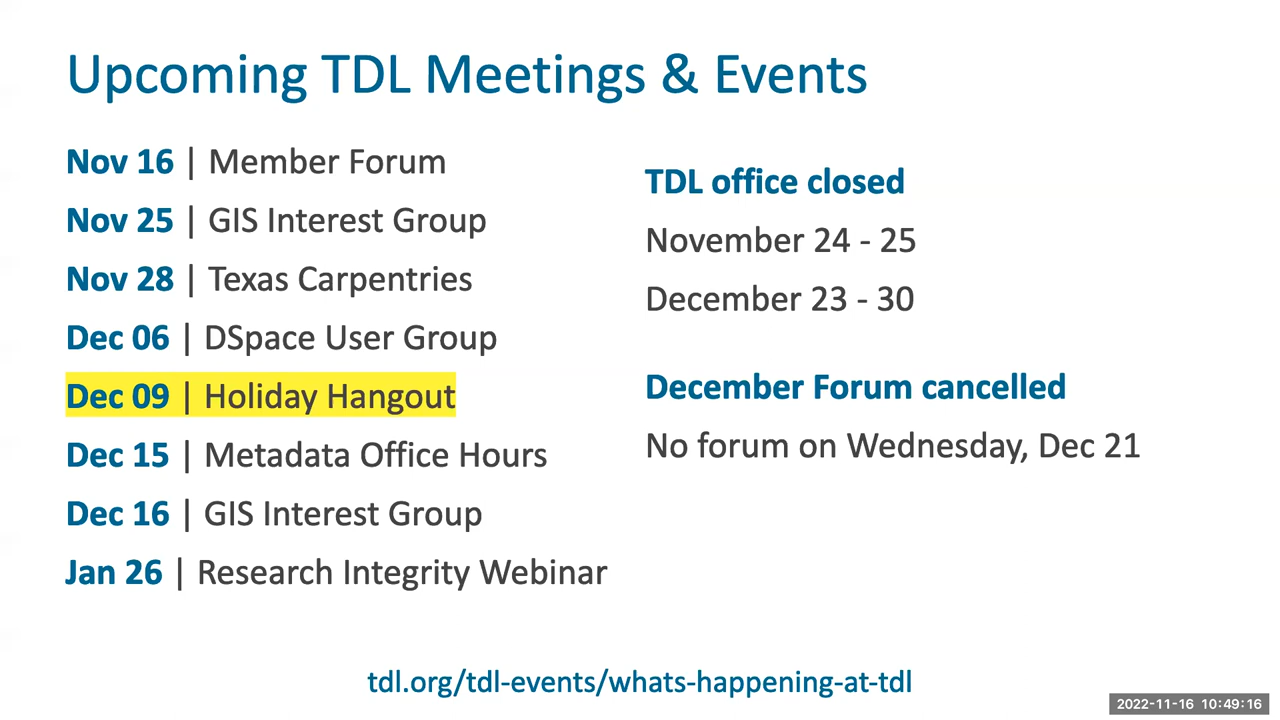 Upcoming TDL Meetings & Events
Nov 16 | Member Forum
Nov 25 | GIS Interest Group
Nov 28 | Texas Carpentries
Dec 06 | DSpace User Group
Dec 09 | Holiday Hangout
Dec 15 | Metadata Office Hours
Dec 16 | GIS Interest Group
Jan 26 | Research Integrity Webinar
TDL office closed
November 24 - 25
December 23 - 30
December Forum cancelled
No forum on Wednesday, Dec 21
tdl.org/tdl-events/whats-happening-at-tdl
2022-11-16 10:49:16